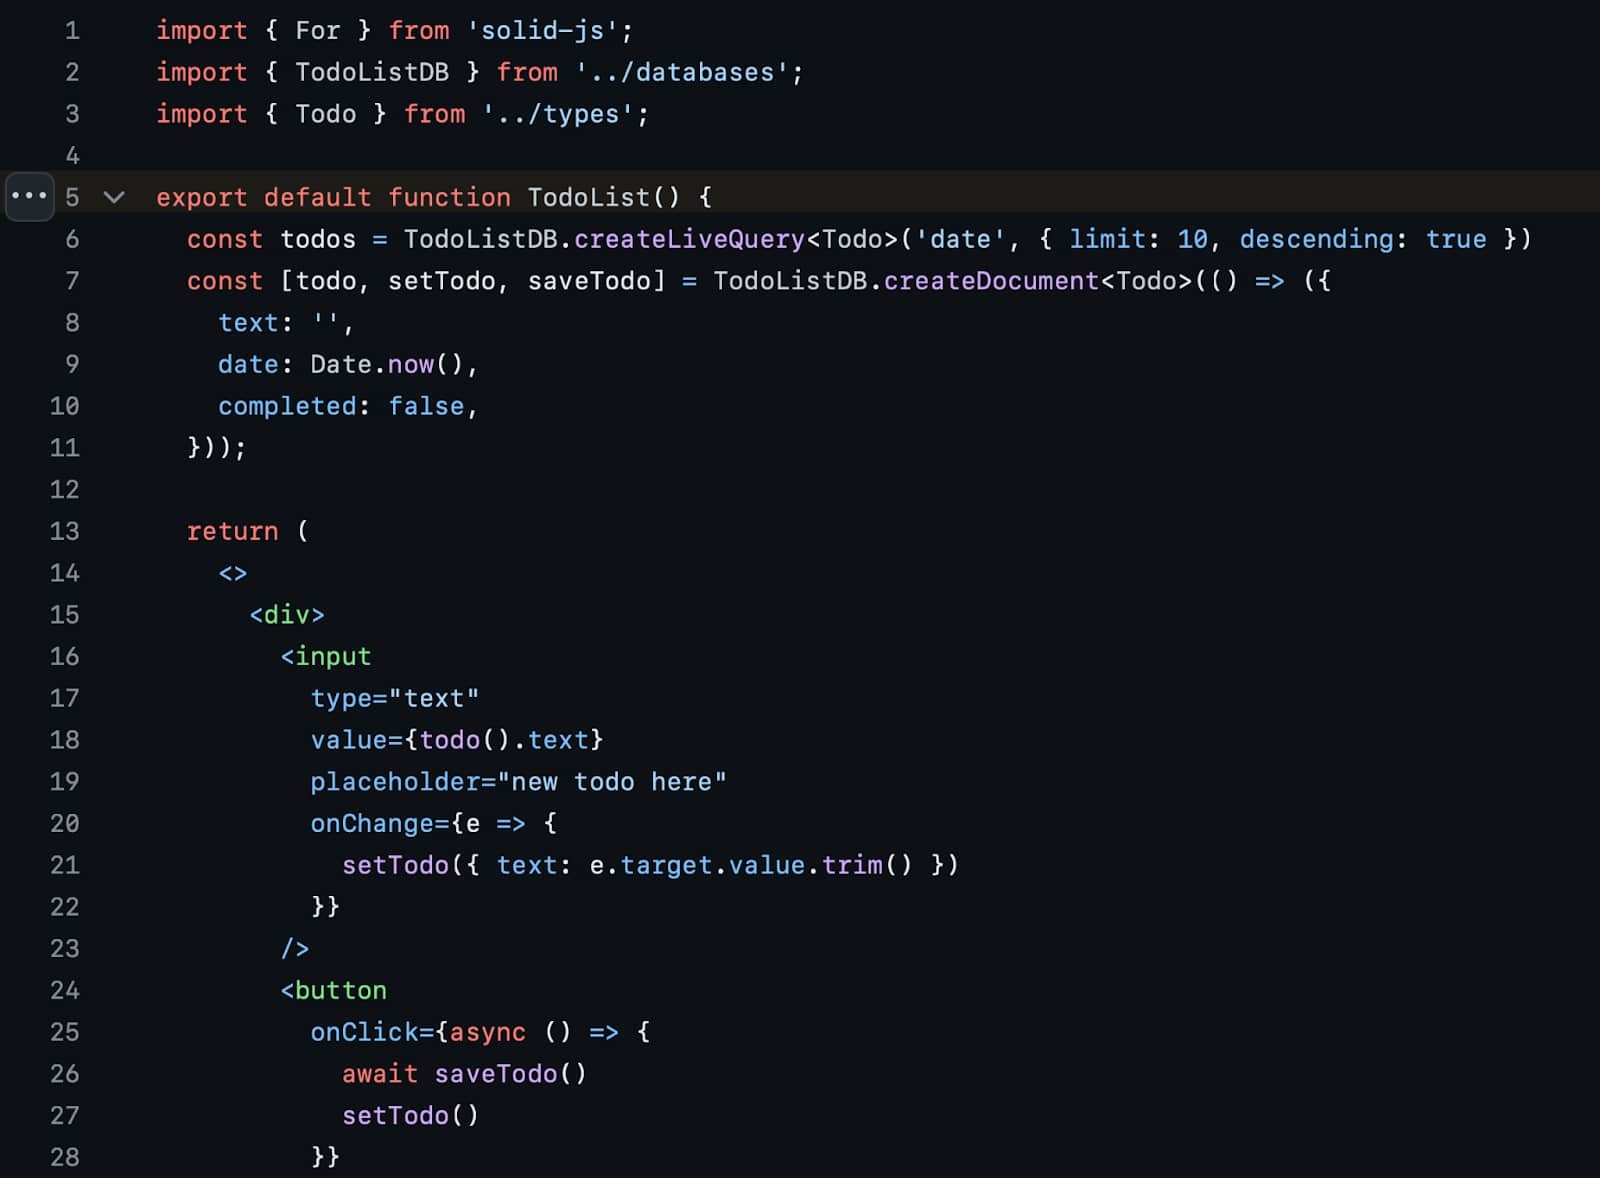 1 import { For } from 'solid-js';
2 import { TodoListDB } from '../databases';
3 import { Todo } from '../types';
4
5 export default function TodoList() {
6   const todos = TodoListDB.createLiveQuery<Todo>('date', { limit: 10, descending: true })
7   const [todo, setTodo, saveTodo] = TodoListDB.createDocument<Todo>(() => ({
8     text: '',
9     date: Date.now(),
10     completed: false,
11   }));
12
13   return (
14     <>
15       <div>
16         <input
17           type="text"
18           value={todo().text}
19           placeholder="new todo here"
20           onChange={e => {
21             setTodo({ text: e.target.value.trim() })
22           }}
23         />
24         <button
25           onClick={async () => {
26             await saveTodo()
27             setTodo()
28           }}